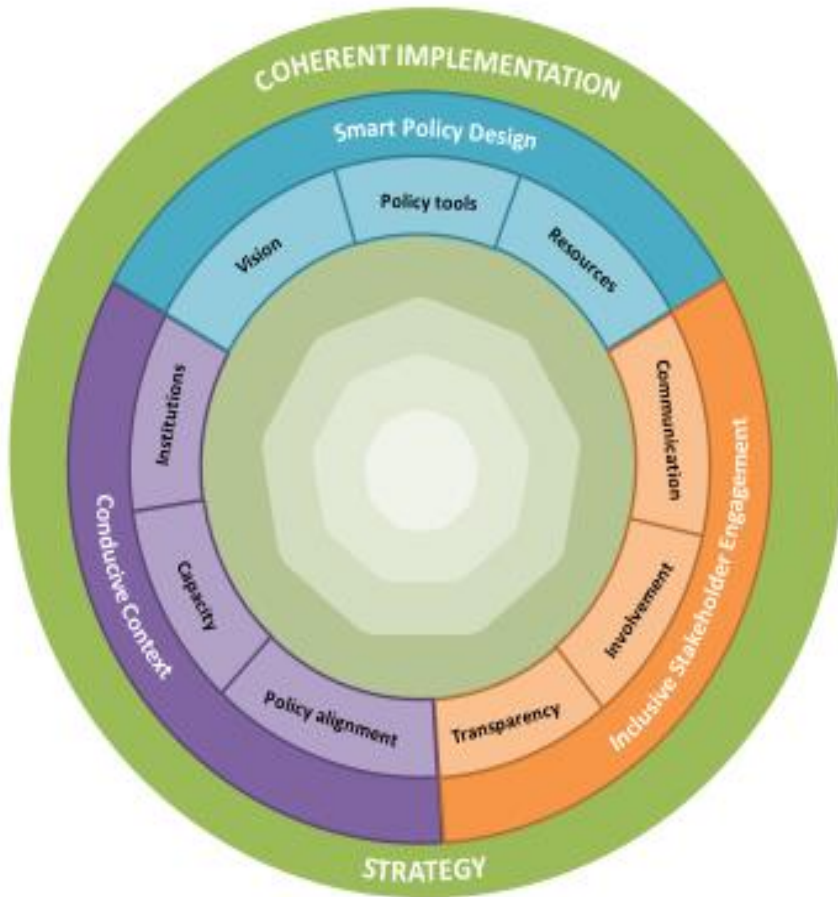 COHERENT IMPLEMENTATION
Smart Policy Design
Vision
Policy tools
Resources
Institutions
Capacity
Policy alignment
Conducive Context
Communication
Involvement
Transparency
Inclusive Stakeholder Engagement
STRATEGY